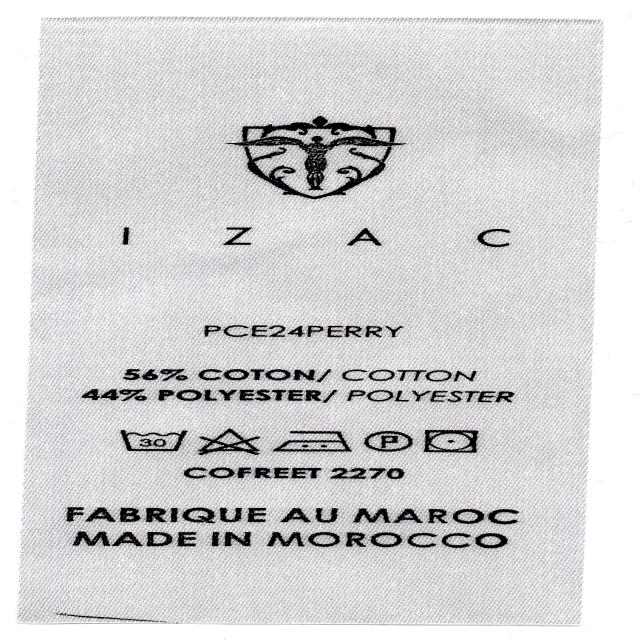 I Z A C
PCE24PERRY
56% COTON/ COTTON
44% POLYESTER/ POLYESTER
30 P
COFREET 2270
FABRIQUE AU MAROC
MADE IN MOROCCO